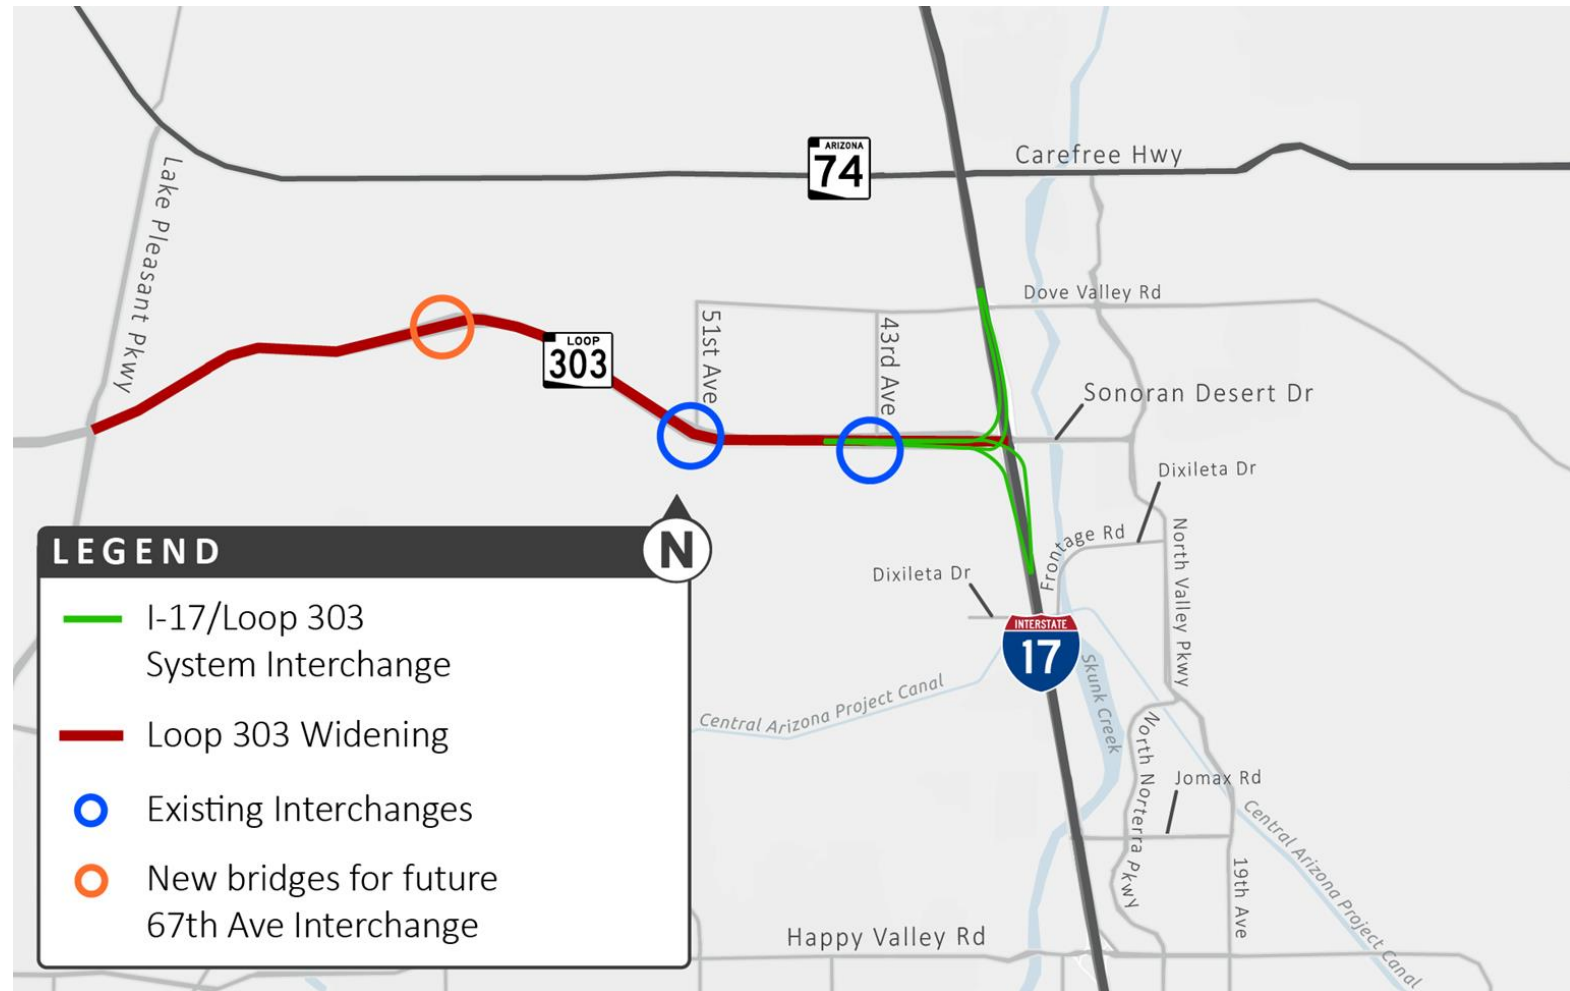 ARIZONA
74
Carefree Hwy
Lake Pleasant Pkwy
Dove Valley Rd
51st Ave
43rd Ave
LOOP
303
Sonoran Desert Dr
Dixileta Dr
Frontage Rd
North Valley Pkwy
Dixileta Dr
INTERSTATE
17
Skunk Creek
Central Arizona Project Canal
North Norterra Pkwy
Jomax Rd
Central Arizona Project Canal
19th Ave
Happy Valley Rd
N
LEGEND
I-17/Loop 303
System Interchange
Loop 303 Widening
Existing Interchanges
New bridges for future
67th Ave Interchange